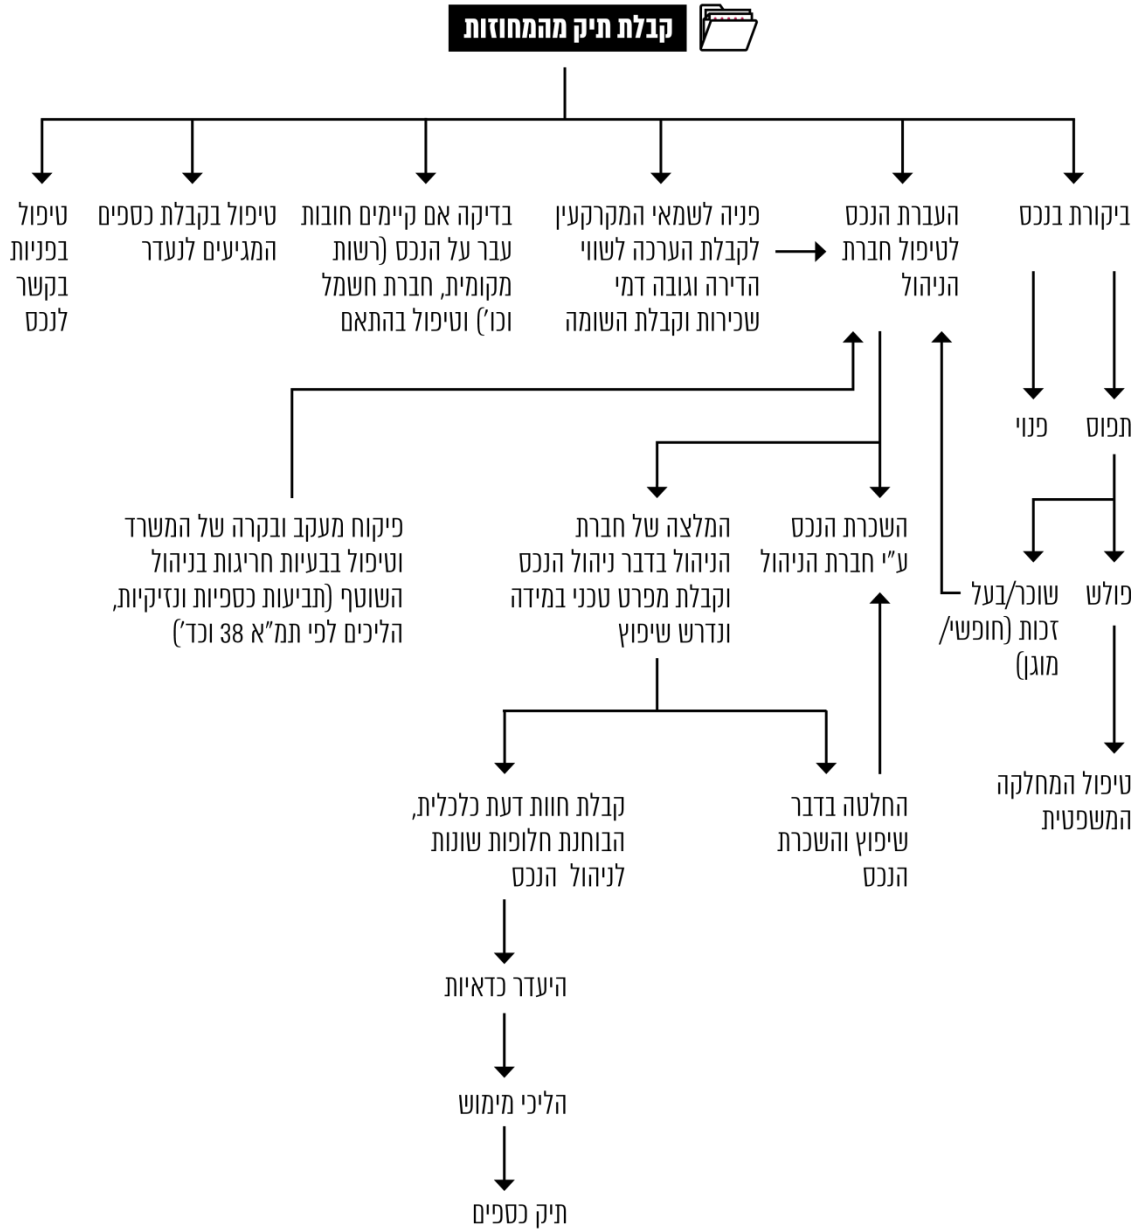 קבלת תיק מהמחוזות
ביקורת בנכס
העברת הנכס
לטיפול חברת
הניהול
פניה לשמאי המקרקעין
לקבלת הערכה לשווי
הדירה וגובה דמי
שכירות וקבלת השומה
בדיקה אם קיימים חובות
עבר על הנכס (רשות
מקומית, חברת חשמל
וכו') וטיפול בהתאם
טיפול בקבלת כספים
המגיעים לנעדר
טיפול
בפניות
בקשר
לנכס
תפוס
פנוי
פולש
שוכר/בעל
זכות (חופשי/
מוגן)
השכרת הנכס
ע"י חברת הניהול
המלצה של חברת
הניהול בדבר ניהול הנכס
וקבלת מפרט טכני במידה
ונדרש שיפוץ
פיקוח מעקב ובקרה של המשרד
וטיפול בבעיות חריגות בניהול
השוטף (תביעות כספיות ונזיקיות,
הליכים לפי תמ"א 38 וכד')
טיפול המחלקה
המשפטית
החלטה בדבר
שיפוץ והשכרת
הנכס
קבלת חוות דעת כלכלית,
הבוחנת חלופות שונות
לניהול הנכס
היעדר כדאיות
הליכי מימוש
תיק כספים